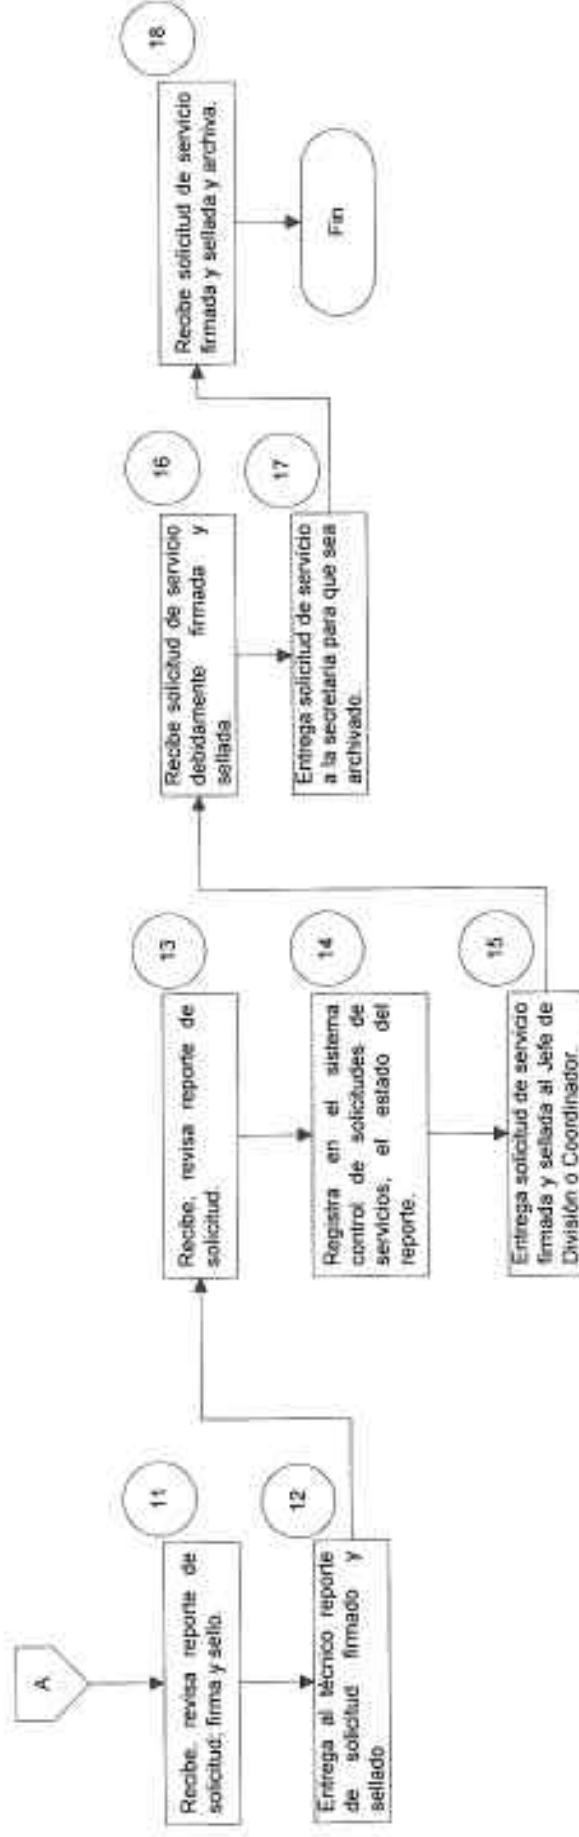 A
11
Recibe, revisa reporte de
solicitud; firma y sello.
12
Entrega al técnico reporte
de solicitud firmado y
sellado
13
Recibe, revisa reporte de
solicitud.
14
Registra en el sistema
control de solicitudes de
servicios, el estado del
reporte.
15
Entrega solicitud de servicio
firmada y sellada al Jefe de
División o Coordinador.
16
Recibe solicitud de servicio
debidamente firmada y
sellada.
17
Entrega solicitud de servicio
a la secretaria para que sea
archivado.
18
Recibe solicitud de servicio
firmada y sellada y archiva.
Fin